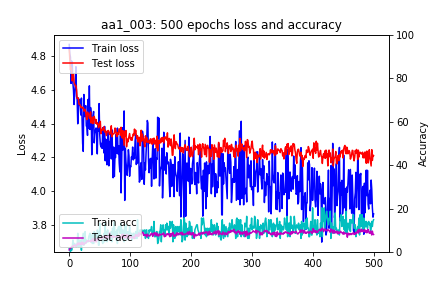 aa1_003: 500 epochs loss and accuracy
Train loss
Test loss
Train acc
Test acc
Loss
4.8
4.6
4.4
4.2
4.0
3.8
Accuracy
100
80
60
40
20
0
0 100 200 300 400 500